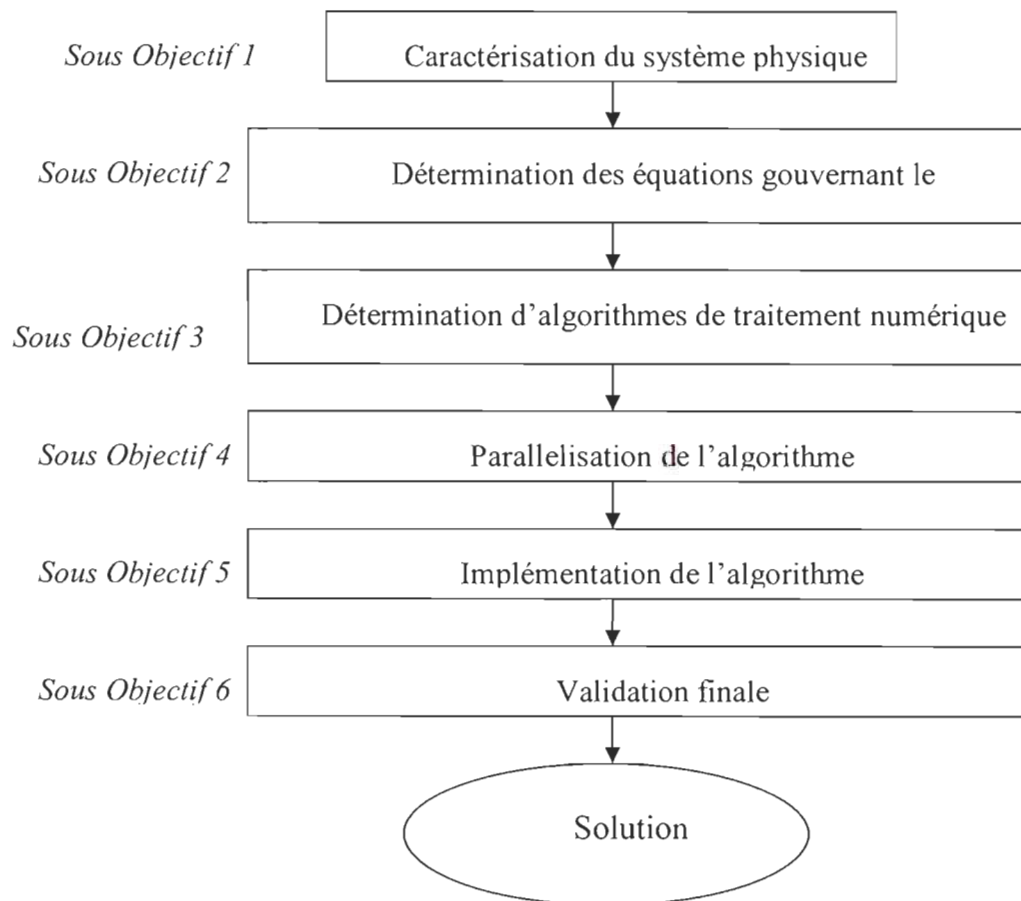 Sous Objectif 1
Caractérisation du système physique
Sous Objectif 2
Détermination des équations gouvernant le
Détermination d'algorithmes de traitement numérique
Sous Objectif 3
Sous Objectif 4
Parallelisation de l'algorithme
Sous Objectif 5
Implémentation de l'algorithme
Sous Objectif 6
Validation finale
Solution